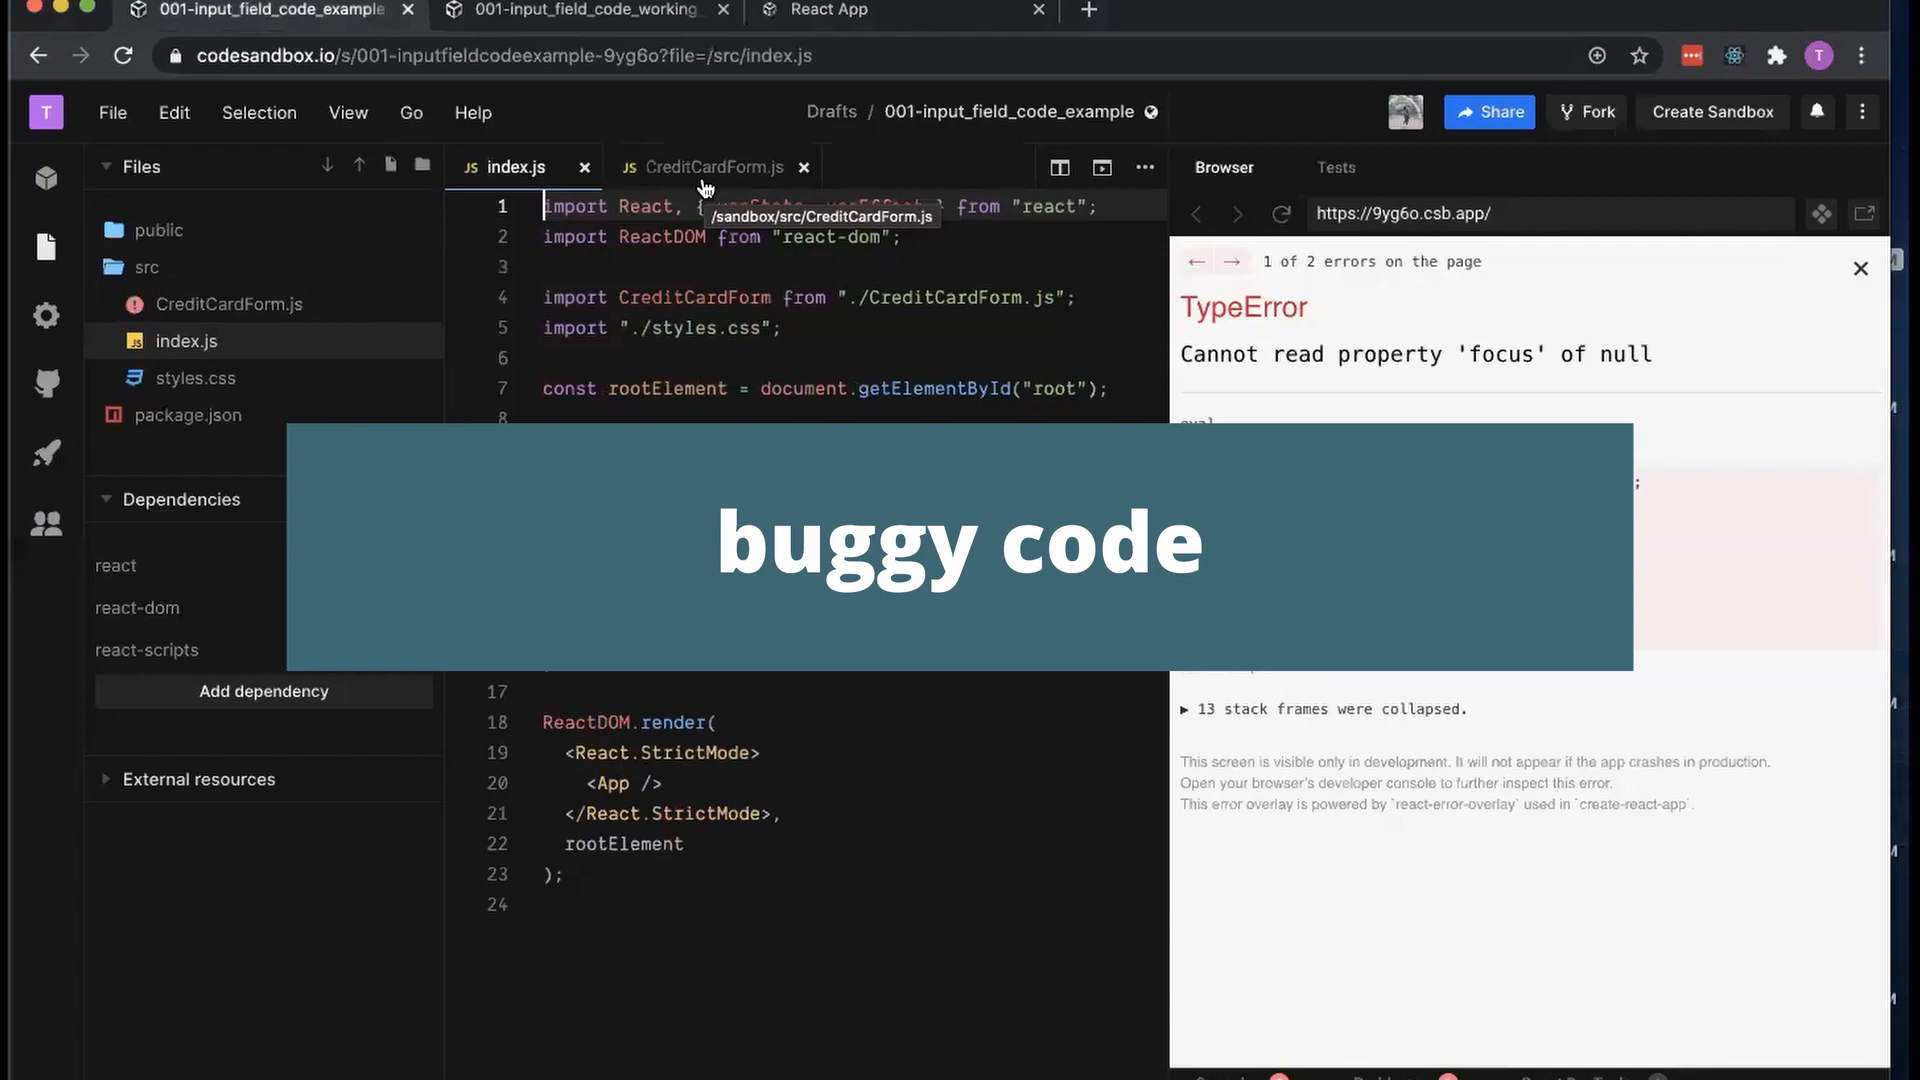 001-input_field_code_example
001-input_field_code_working_
React App
codesandbox.io/s/001-inputfieldcodeexample-9yg6o?file=/src/index.js
T
T
File
Edit
Selection
View
Go
Help
Drafts / 001-input_field_code_example
Share
Fork
Create Sandbox
Files
public
src
CreditCardForm.js
index.js
styles.css
package.json
Dependencies
react
react-dom
react-scripts
Add dependency
External resources
JS index.js
JS CreditCardForm.js
/sandbox/src/CreditCardForm.js
1 import React, { useState, useEffect } from "react";
2 import ReactDOM from "react-dom";
3
4 import CreditCardForm from "./CreditCardForm.js";
5 import "./styles.css";
6
7 const rootElement = document.getElementById("root");
8
buggy code
17
18 ReactDOM.render(
19 <React.StrictMode>
20 <App />
21 </React.StrictMode>,
22 rootElement
23 );
24
Browser
Tests
https://9yg6o.csb.app/
← → 1 of 2 errors on the page
TypeError
Cannot read property 'focus' of null
;
▶ 13 stack frames were collapsed.
This screen is visible only in development. It will not appear if the app crashes in production.
Open your browser's developer console to further inspect this error.
This error overlay is powered by `react-error-overlay` used in `create-react-app`.